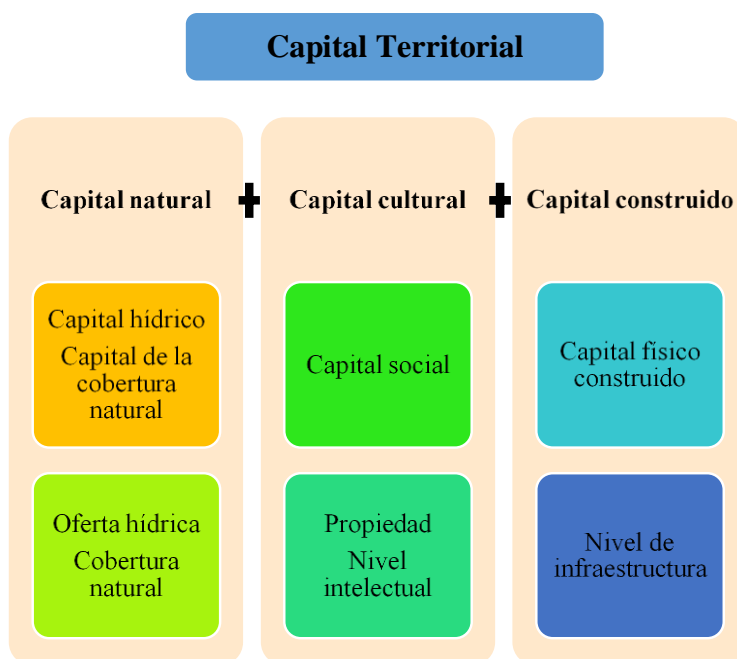 Capital Territorial
Capital natural
Capital hídrico
Capital de la
cobertura
natural
Oferta hídrica
Cobertura
natural
+
Capital cultural
Capital social
Propiedad
Nivel
intelectual
+
Capital construido
Capital físico
construido
Nivel de
infraestructura